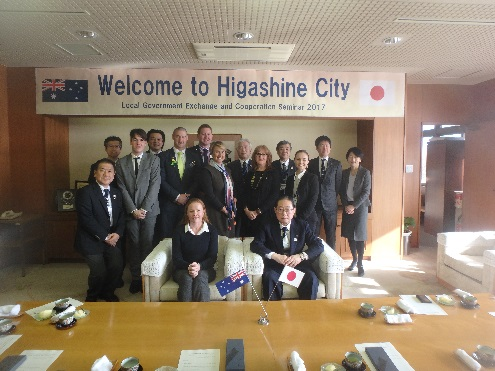 Welcome to Higashine City
Local Government Exchange and Cooperation Seminar 2017